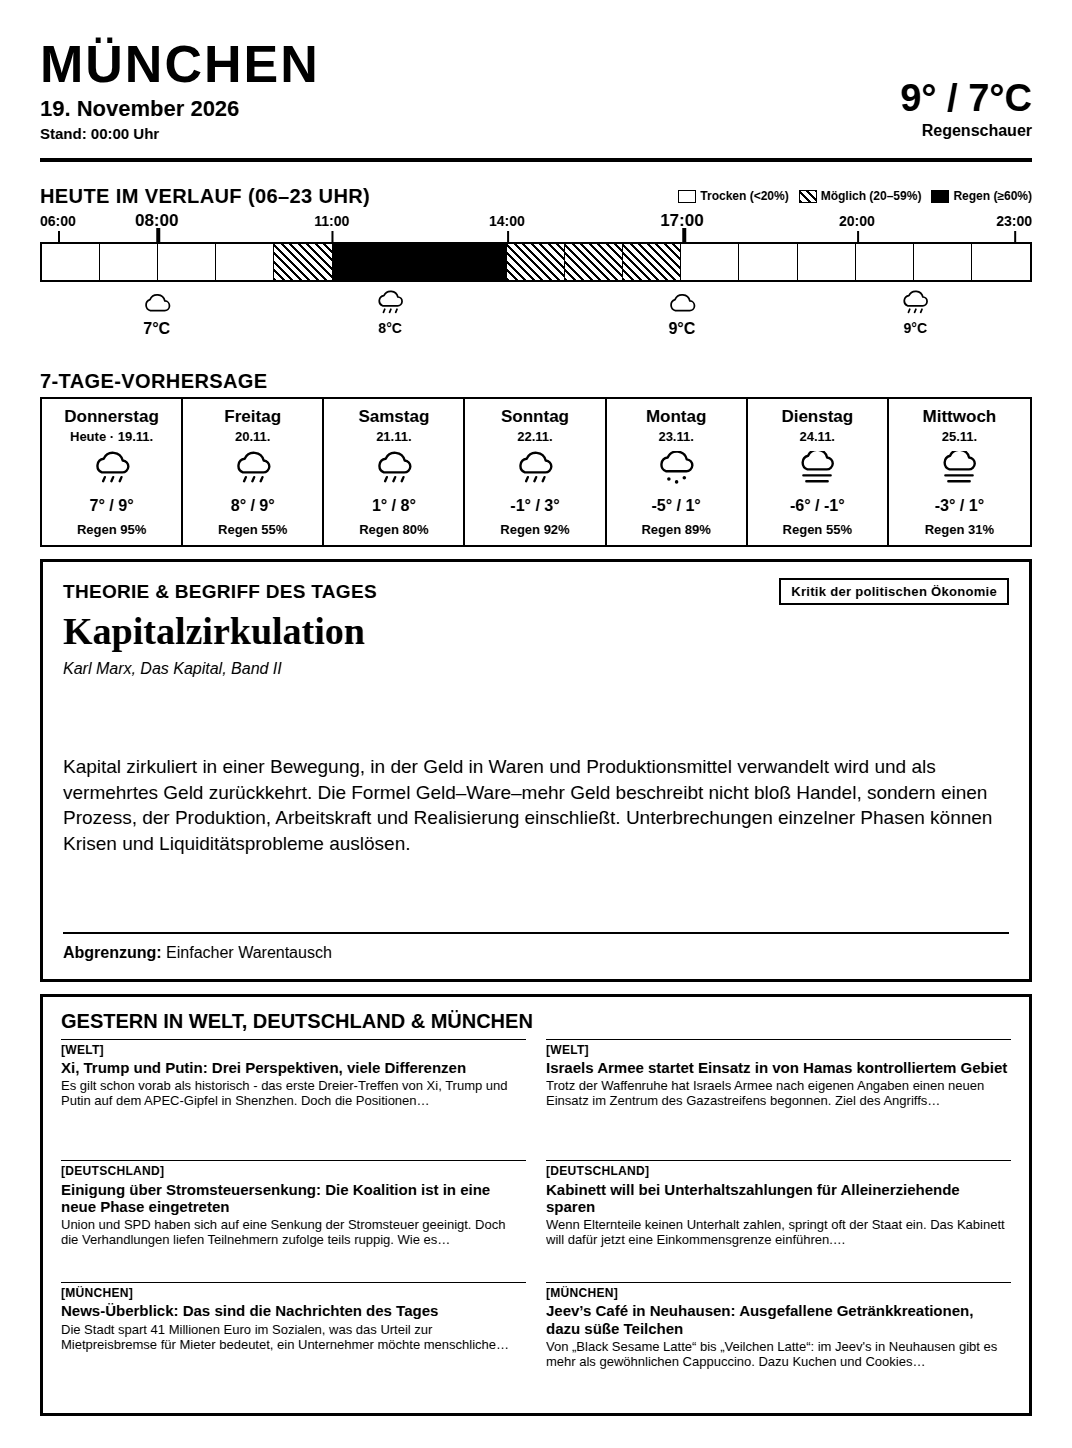 MÜNCHEN
19. November 2026
Stand: 00:00 Uhr
9° / 7°C
Regenschauer
HEUTE IM VERLAUF (06–23 UHR)
Trocken (<20%) Möglich (20–59%) Regen (≥60%)
06:00 08:00 11:00 14:00 17:00 20:00 23:00
7°C 8°C 9°C 9°C
7-TAGE-VORHERSAGE
Donnerstag Freitag Samstag Sonntag Montag Dienstag Mittwoch
Heute · 19.11. 20.11. 21.11. 22.11. 23.11. 24.11. 25.11.
7° / 9° 8° / 9° 1° / 8° -1° / 3° -5° / 1° -6° / -1° -3° / 1°
Regen 95% Regen 55% Regen 80% Regen 92% Regen 89% Regen 55% Regen 31%
THEORIE & BEGRIFF DES TAGES
Kritik der politischen Ökonomie
Kapitalzirkulation
Karl Marx, Das Kapital, Band II
Kapital zirkuliert in einer Bewegung, in der Geld in Waren und Produktionsmittel verwandelt wird und als
vermehrtes Geld zurückkehrt. Die Formel Geld–Ware–mehr Geld beschreibt nicht bloß Handel, sondern einen
Prozess, der Produktion, Arbeitskraft und Realisierung einschließt. Unterbrechungen einzelner Phasen können
Krisen und Liquiditätsprobleme auslösen.
Abgrenzung: Einfacher Warentausch
GESTERN IN WELT, DEUTSCHLAND & MÜNCHEN
[WELT]
Xi, Trump und Putin: Drei Perspektiven, viele Differenzen
Es gilt schon vorab als historisch - das erste Dreier-Treffen von Xi, Trump und
Putin auf dem APEC-Gipfel in Shenzhen. Doch die Positionen…
[WELT]
Israels Armee startet Einsatz in von Hamas kontrolliertem Gebiet
Trotz der Waffenruhe hat Israels Armee nach eigenen Angaben einen neuen
Einsatz im Zentrum des Gazastreifens begonnen. Ziel des Angriffs…
[DEUTSCHLAND]
Einigung über Stromsteuersenkung: Die Koalition ist in eine
neue Phase eingetreten
Union und SPD haben sich auf eine Senkung der Stromsteuer geeinigt. Doch
die Verhandlungen liefen Teilnehmern zufolge teils ruppig. Wie es…
[DEUTSCHLAND]
Kabinett will bei Unterhaltszahlungen für Alleinerziehende
sparen
Wenn Elternteile keinen Unterhalt zahlen, springt oft der Staat ein. Das Kabinett
will dafür jetzt eine Einkommensgrenze einführen.…
[MÜNCHEN]
News-Überblick: Das sind die Nachrichten des Tages
Die Stadt spart 41 Millionen Euro im Sozialen, was das Urteil zur
Mietpreisbremse für Mieter bedeutet, ein Unternehmer möchte menschliche…
[MÜNCHEN]
Jeev’s Café in Neuhausen: Ausgefallene Getränkkreationen,
dazu süße Teilchen
Von „Black Sesame Latte“ bis „Veilchen Latte“: im Jeev's in Neuhausen gibt es
mehr als gewöhnlichen Cappuccino. Dazu Kuchen und Cookies…